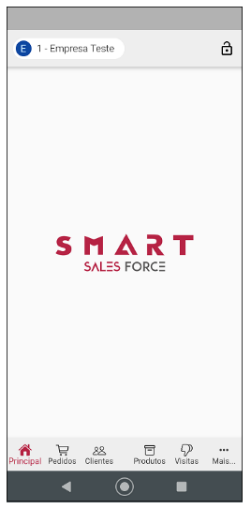 E 1 - Empresa Teste
SMART
SALES FORCE
Principal Pedidos Clientes Produtos Visitas Mais...